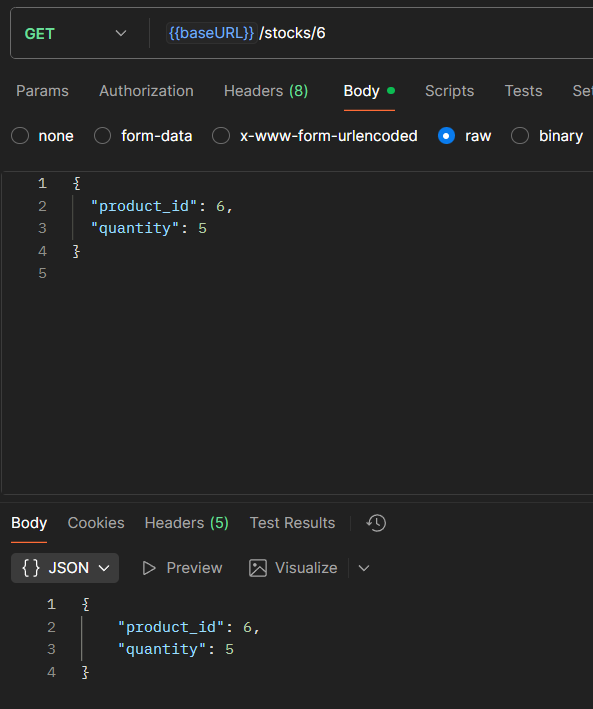 GET {{baseURL}}/stocks/6
Params Authorization Headers (8) Body Scripts Tests Set
none form-data x-www-form-urlencoded raw binary
1 {
2 "product_id": 6,
3 "quantity": 5
4 }
5
Body Cookies Headers (5) Test Results
{} JSON Preview Visualize
1 {
2 "product_id": 6,
3 "quantity": 5
4 }